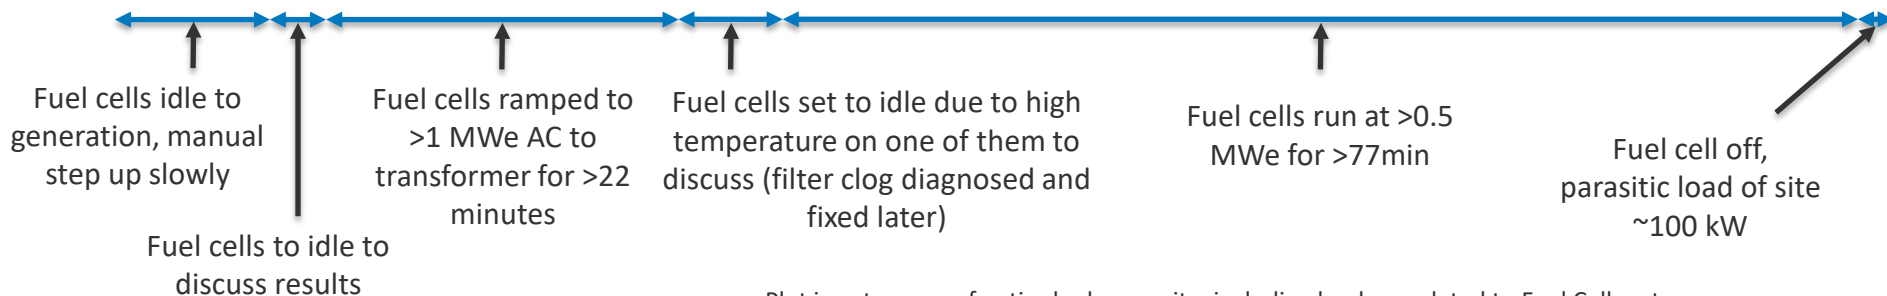 Fuel cells idle to
generation, manual
step up slowly
Fuel cells to idle to
discuss results
Fuel cells ramped to
>1 MWe AC to
transformer for >22
minutes
Fuel cells set to idle due to high
temperature on one of them to
discuss (filter clog diagnosed and
fixed later)
Fuel cells run at >0.5
MWe for >77min
Fuel cell off,
parasitic load of site
~100 kW